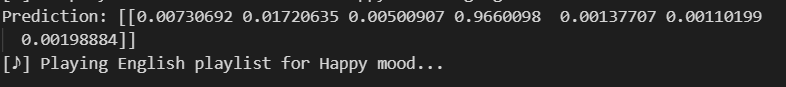 Prediction: [[0.00730692 0.01720635 0.00500907 0.9660098  0.00137707 0.00110199
  0.00198884]]
[♪] Playing English playlist for Happy mood...